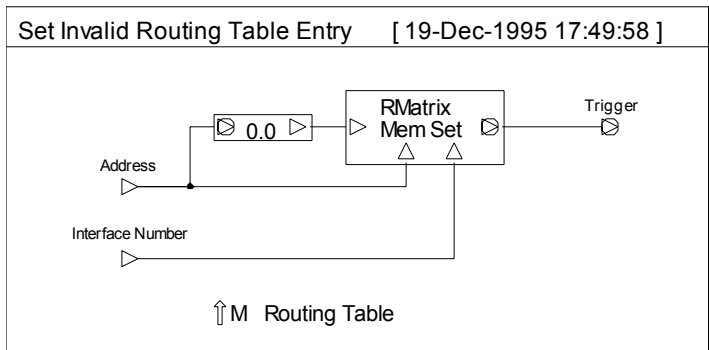 Set Invalid Routing Table Entry [ 19-Dec-1995 17:49:58 ]
RMatrix
Mem Set
Trigger
0.0
Address
Interface Number
⇧M Routing Table